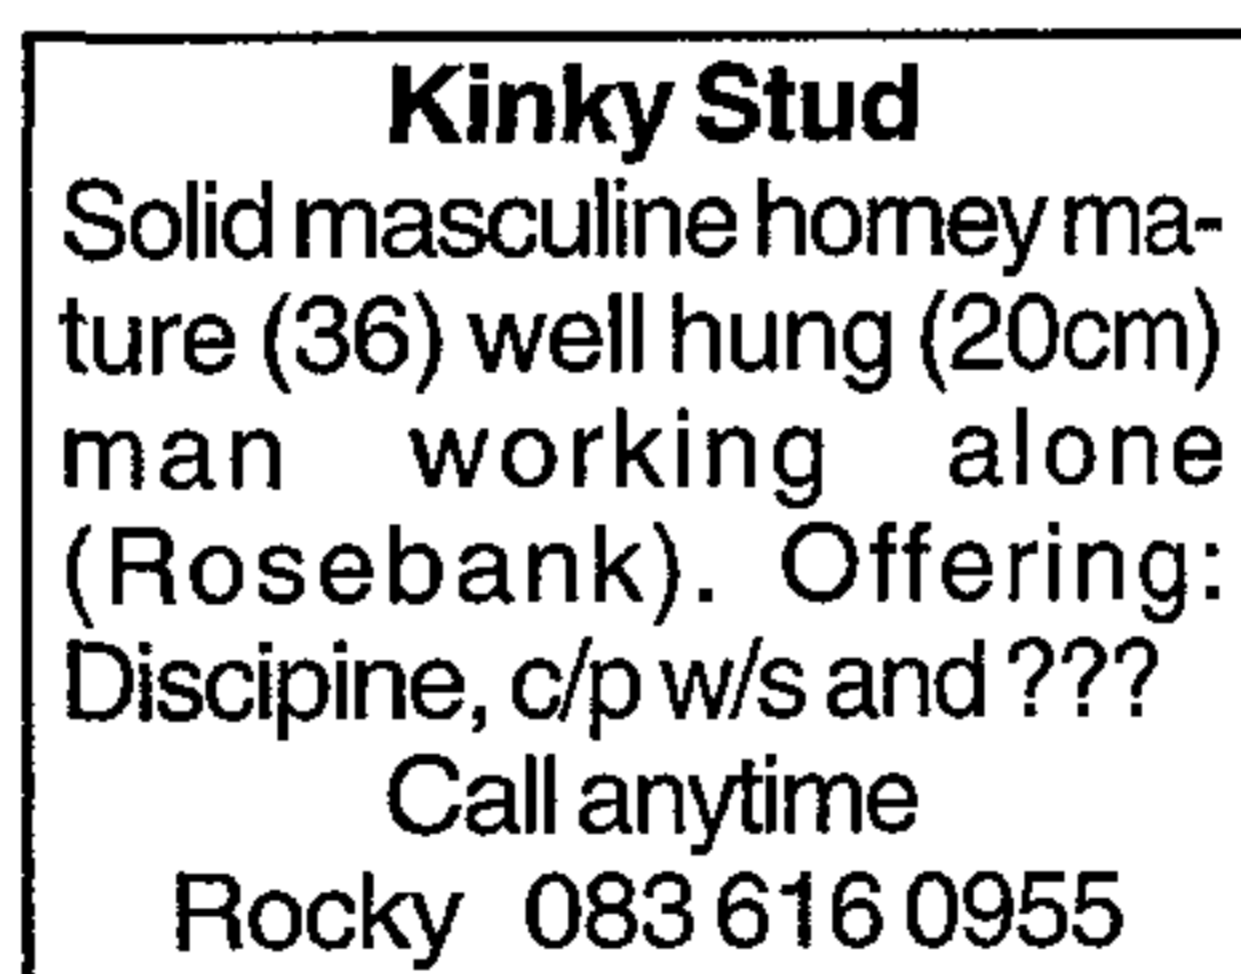 Kinky Stud
Solid masculine horney ma-
ture (36) well hung (20cm)
man working alone
(Rosebank). Offering:
Discipine, c/p w/s and ???
Call anytime
Rocky 083 616 0955